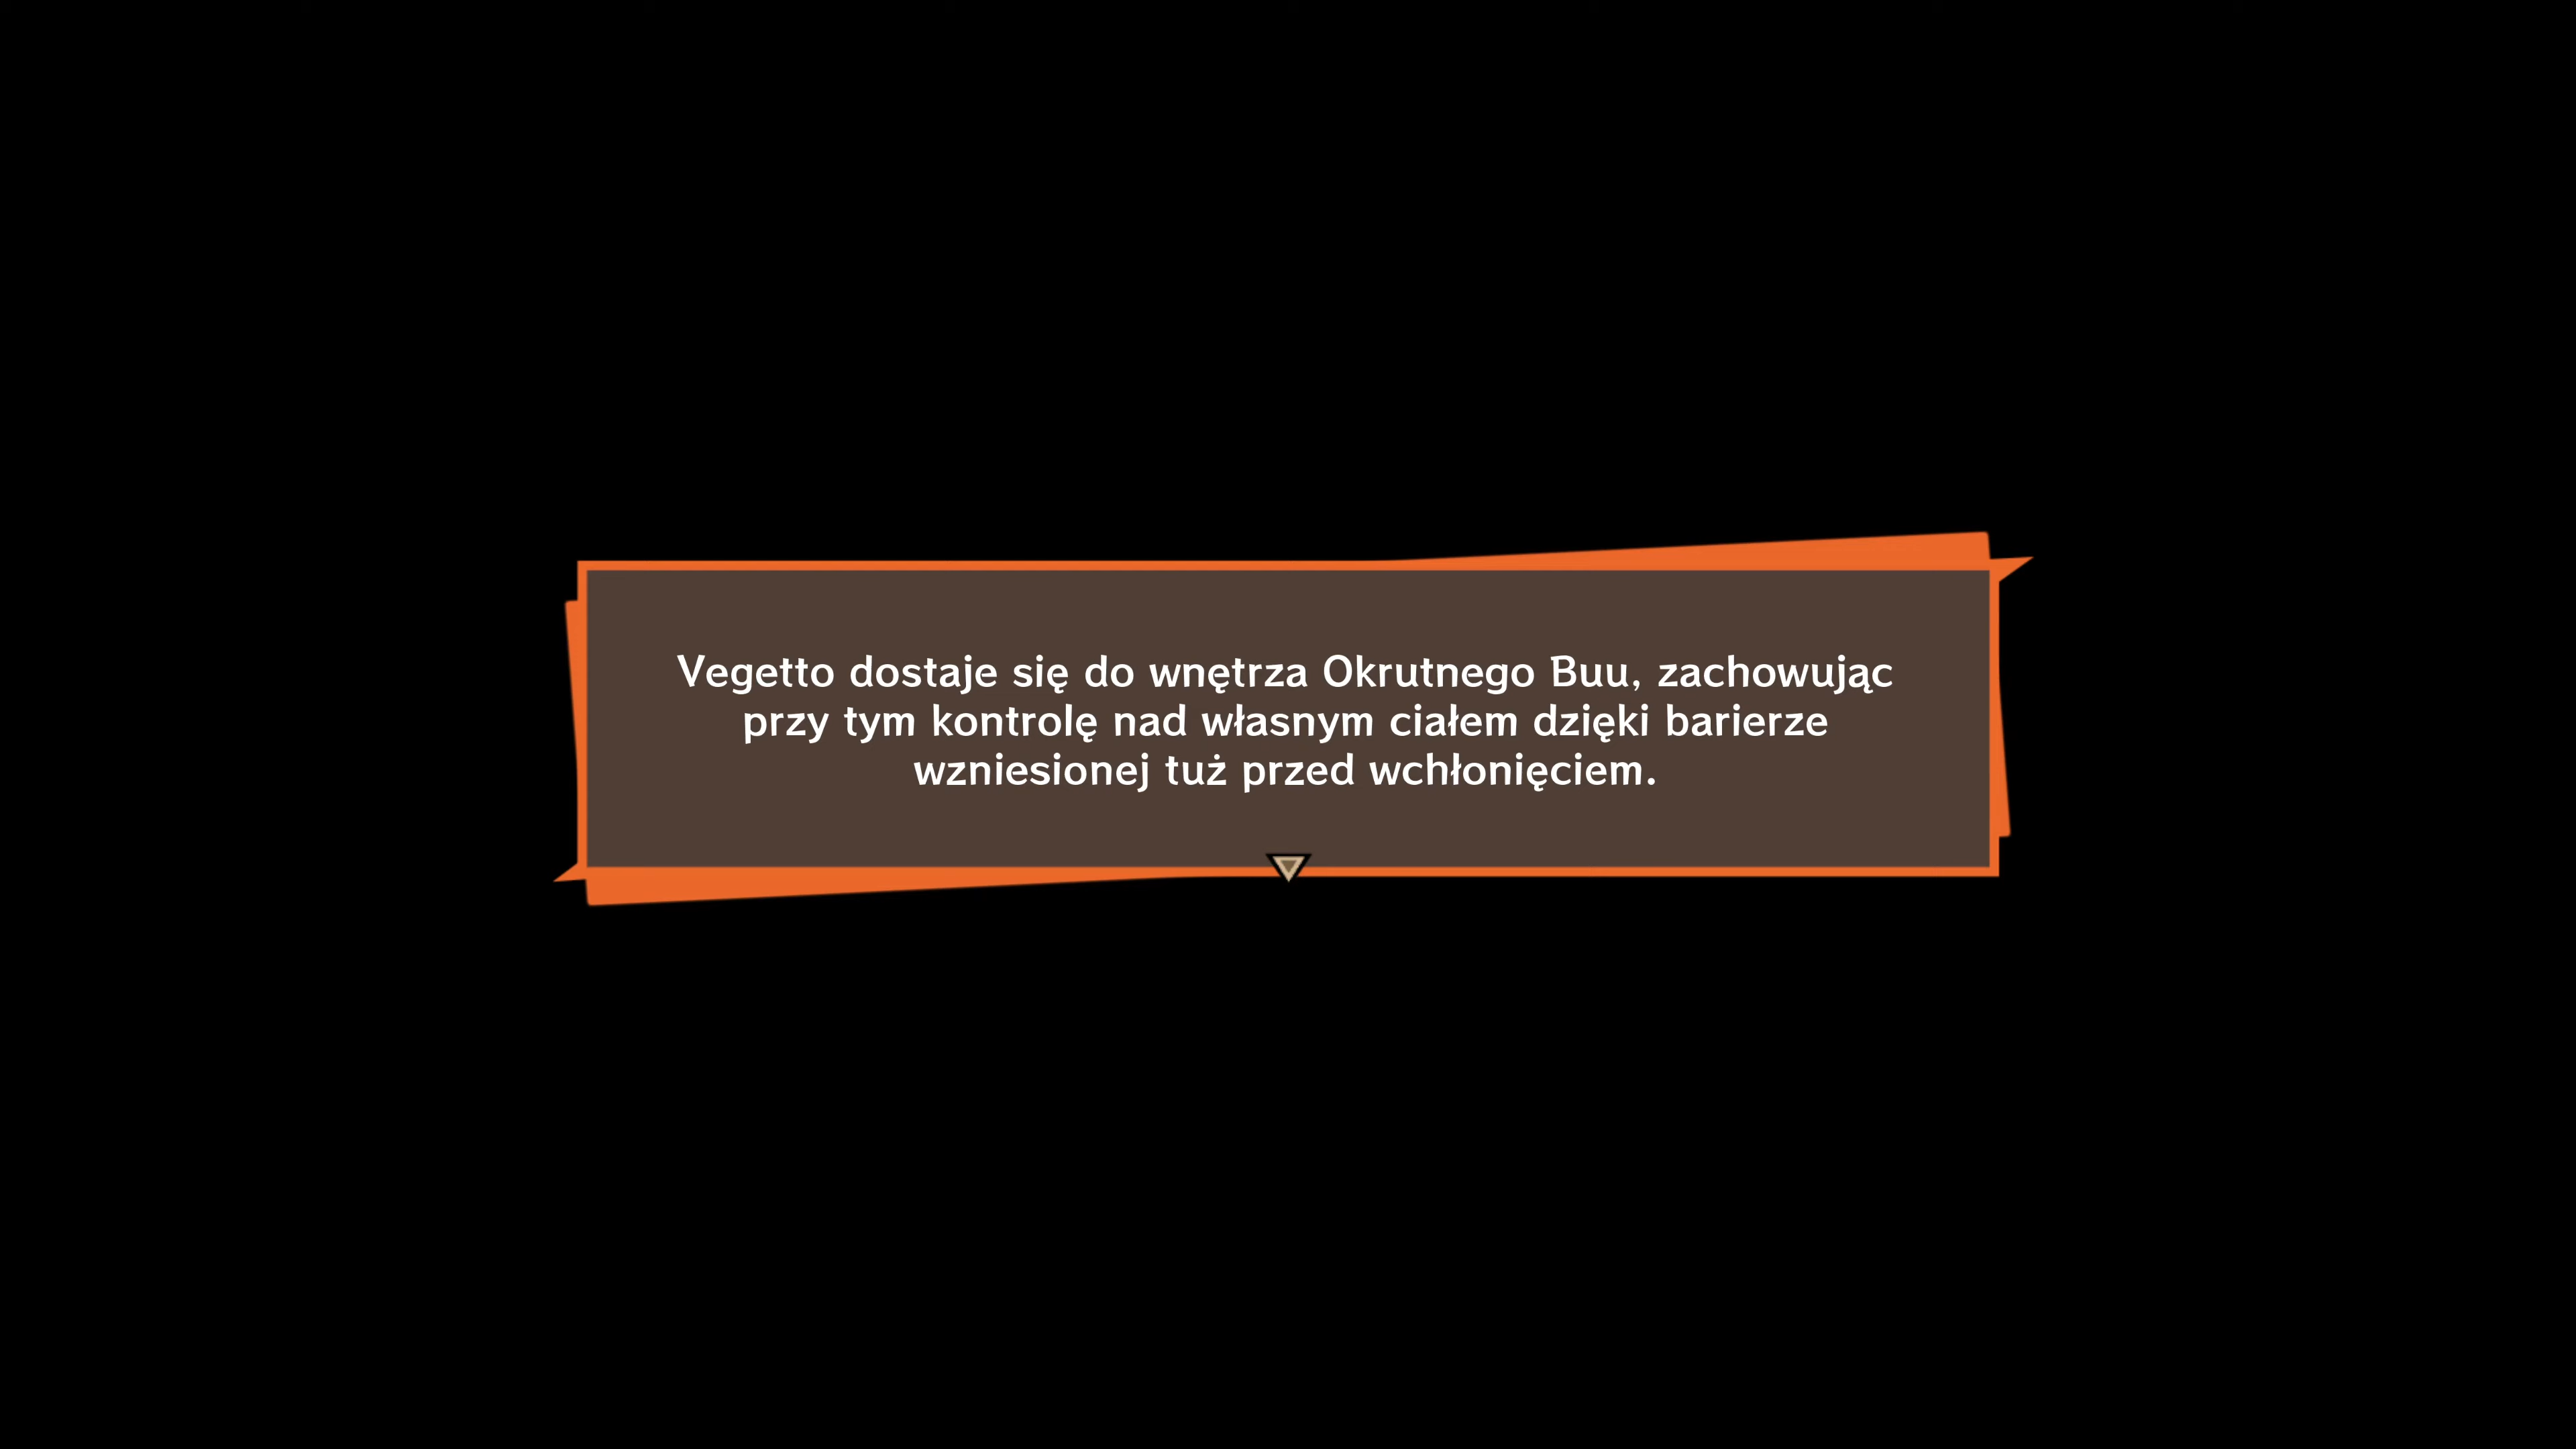 Vegetto dostaje się do wnętrza Okrutnego Buu, zachowując
przy tym kontrolę nad własnym ciałem dzięki barierze
wzniesionej tuż przed wchłonięciem.